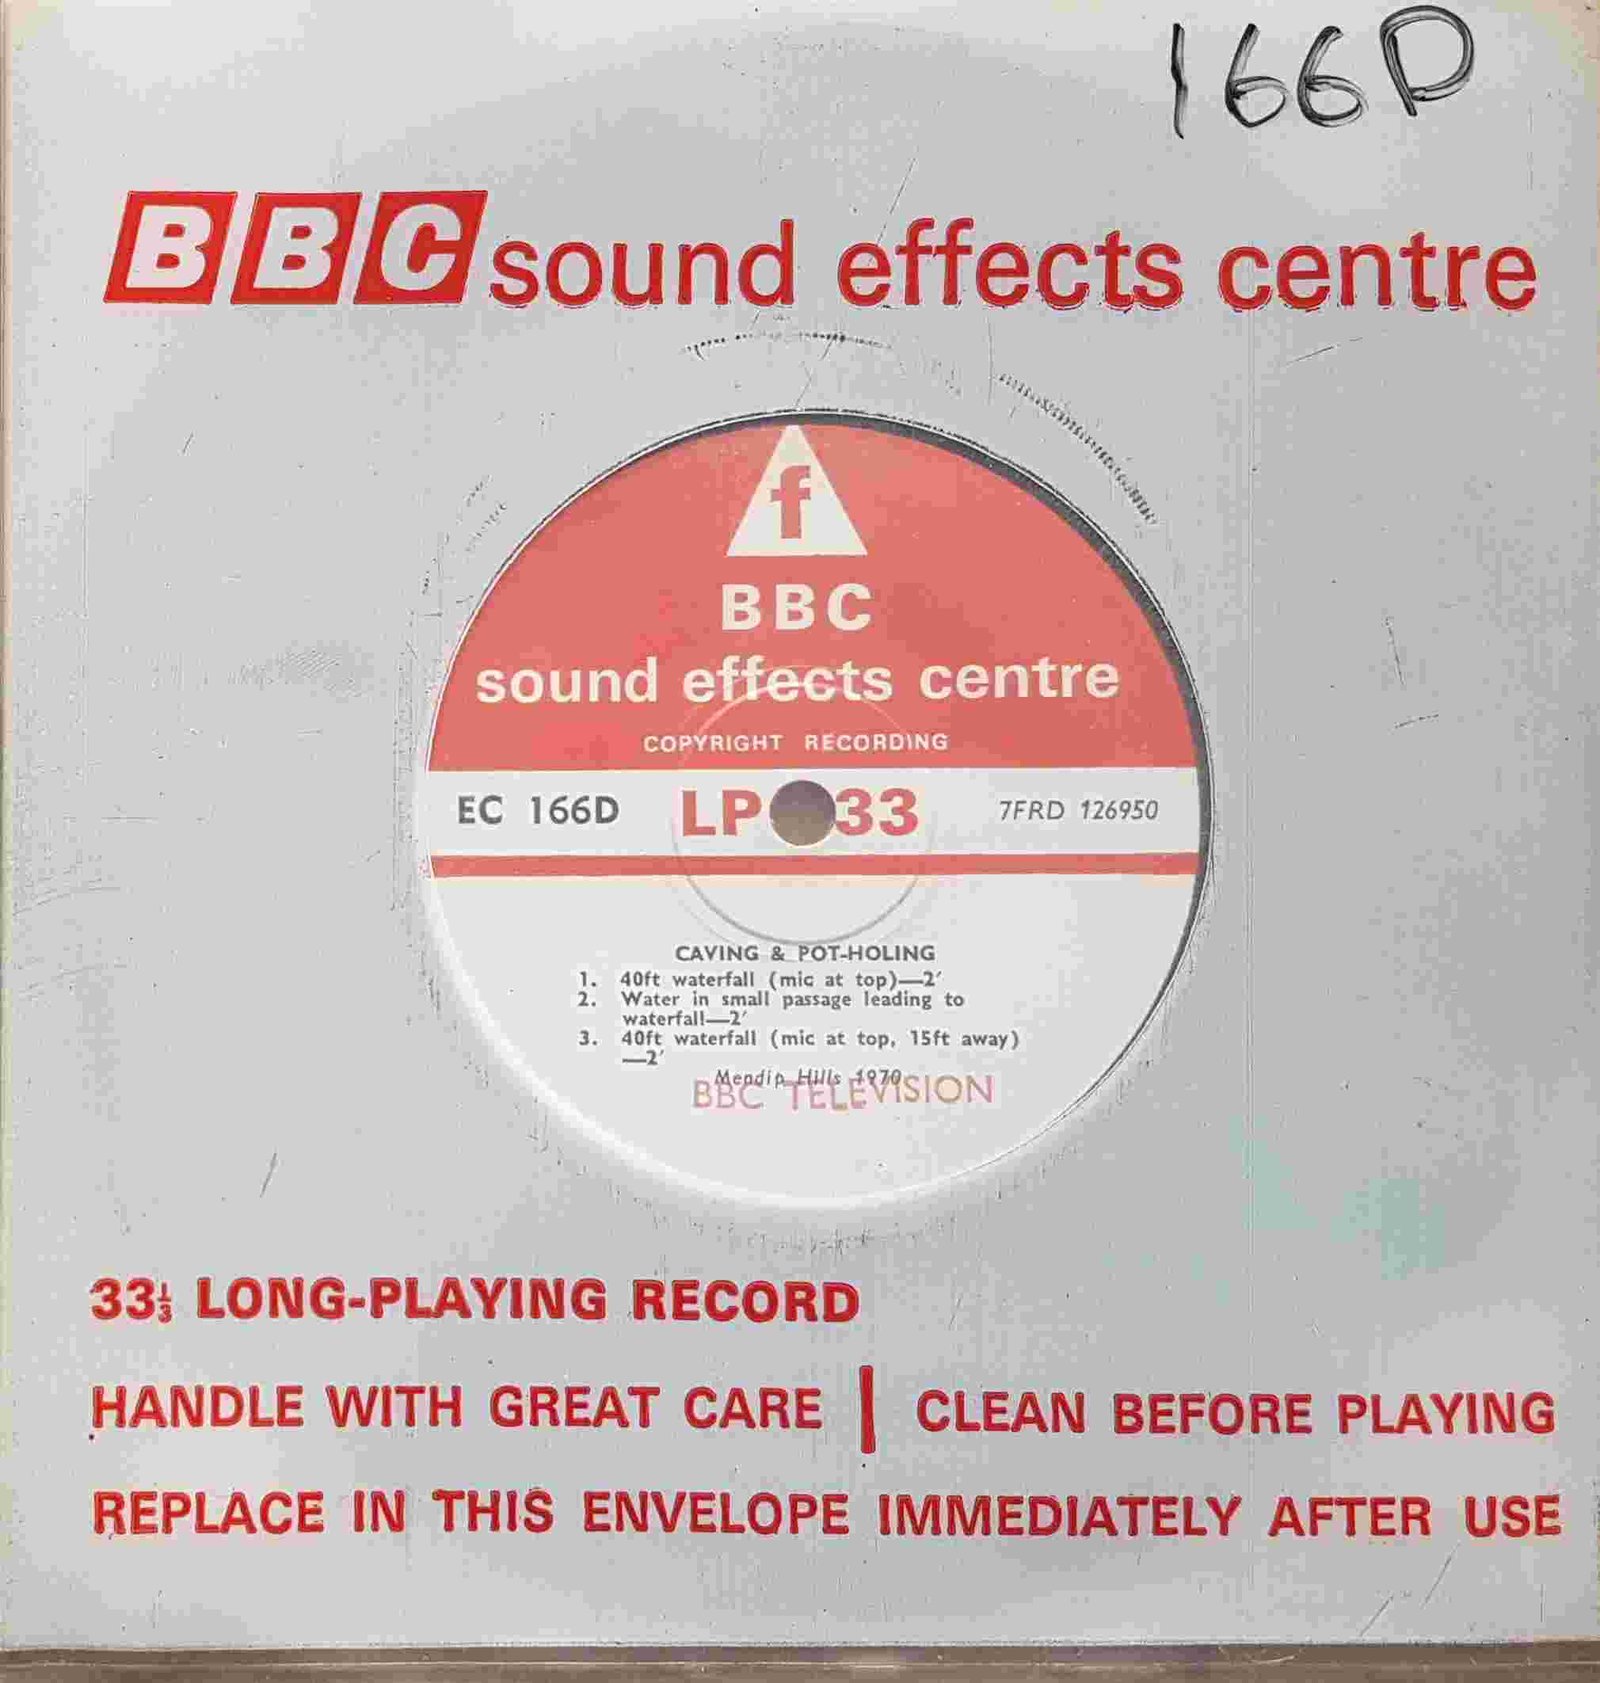 166D
BBC sound effects centre
f
BBC
sound effects centre
COPYRIGHT RECORDING
EC 166D LP 33 7FRD 126950
CAVING & POT-HOLING
1. 40ft waterfall (mic at top)—2′
2. Water in small passage leading to
waterfall—2′
3. 40ft waterfall (mic at top, 15ft away)
—2′
Mendip Hills 1970
BBC TELEVISION
33⅓ LONG-PLAYING RECORD
HANDLE WITH GREAT CARE | CLEAN BEFORE PLAYING
REPLACE IN THIS ENVELOPE IMMEDIATELY AFTER USE